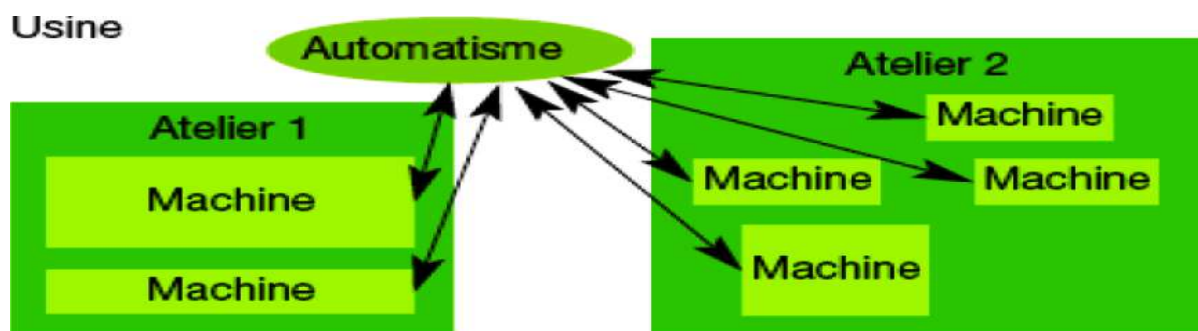 Usine
Automatisme
Atelier 1
Machine
Machine
Atelier 2
Machine
Machine
Machine
Machine